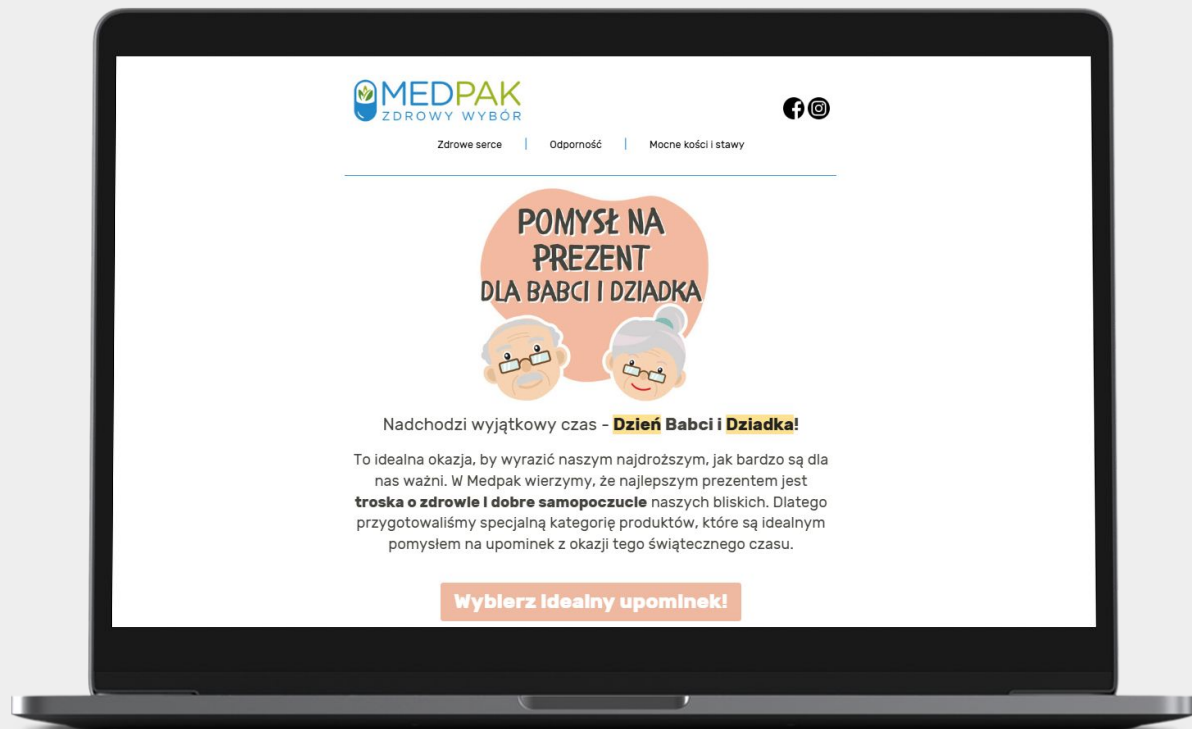 MEDPAK
ZDROWY WYBÓR
Zdrowe serce | Odporność | Mocne kości i stawy
POMYSŁ NA
PREZENT
DLA BABCI I DZIADKA
Nadchodzi wyjątkowy czas - Dzień Babci i Dziadka!
To idealna okazja, by wyrazić naszym najdroższym, jak bardzo są dla
nas ważni. W Medpak wierzymy, że najlepszym prezentem jest
troska o zdrowie i dobre samopoczucie naszych bliskich. Dlatego
przygotowaliśmy specjalną kategorię produktów, które są idealnym
pomysłem na upominek z okazji tego świątecznego czasu.
Wybierz idealny upominek!